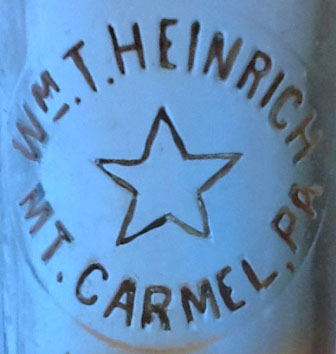 WM. T. HEINRICH
MT. CARMEL, PA